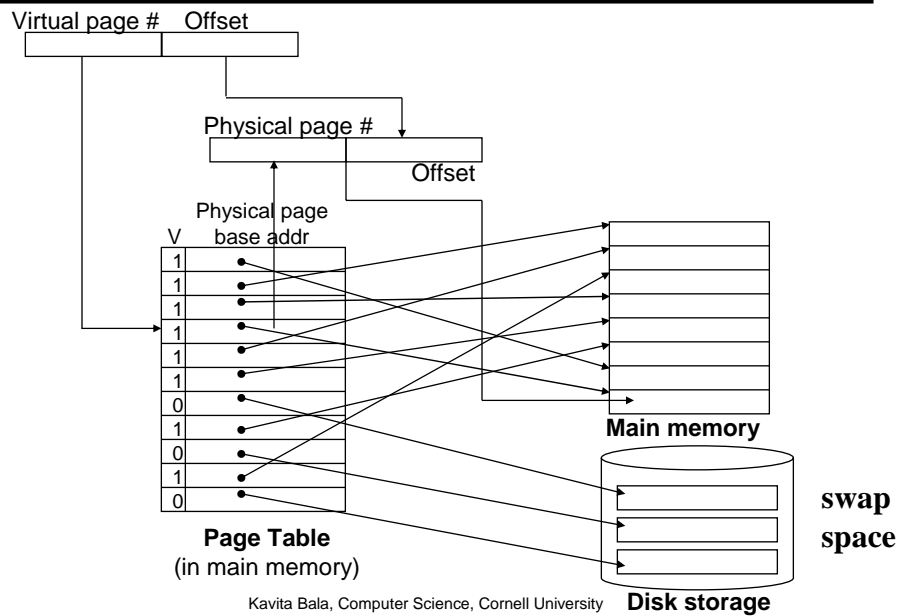 Virtual page # Offset
Physical page #
Offset
Physical page
V base addr
1
1
1
1
1
1
0
1
0
1
0
Main memory
swap
space
Page Table
(in main memory)
Kavita Bala, Computer Science, Cornell University Disk storage